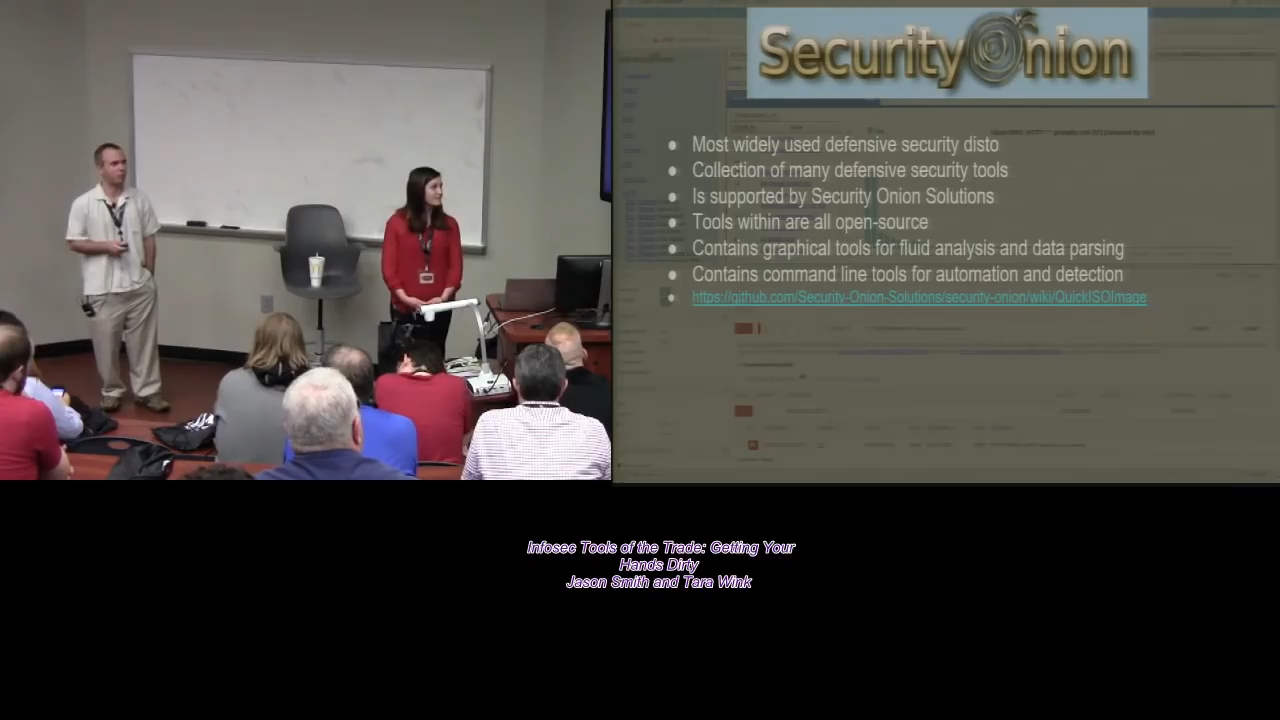 Security Onion
Most widely used defensive security disto
Collection of many defensive security tools
Is supported by Security Onion Solutions
Tools within are all open-source
Contains graphical tools for fluid analysis and data parsing
Contains command line tools for automation and detection
https://github.com/Security-Onion-Solutions/security-onion/wiki/QuickISOImage
Infosec Tools of the Trade: Getting Your
Hands Dirty
Jason Smith and Tara Wink